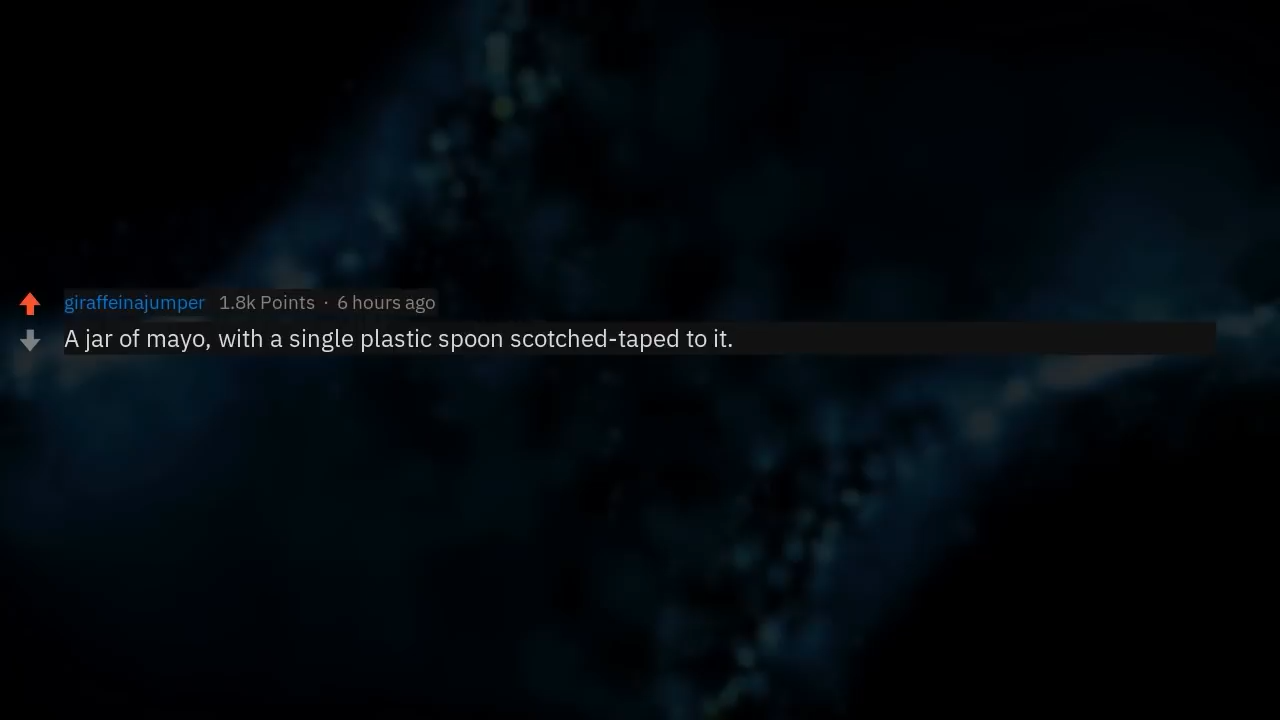 giraffeinajumper 1.8k Points · 6 hours ago
A jar of mayo, with a single plastic spoon scotched-taped to it.